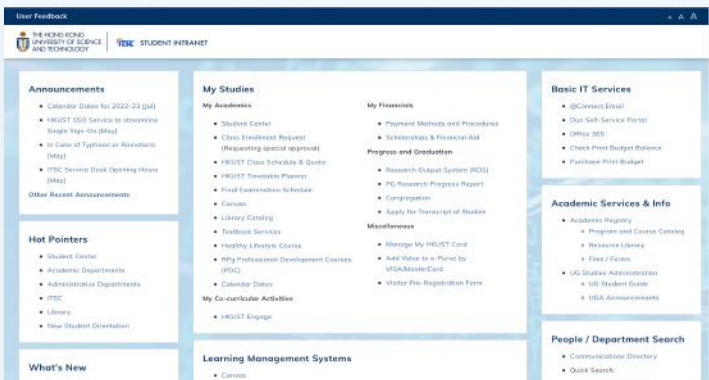 User Feedback
A A A
THE HONG KONG
UNIVERSITY OF SCIENCE
AND TECHNOLOGY
ITSC STUDENT INTRANET
Announcements
Calendar Dates for 2022-23 (Jul)
HKUST SSO Service to streamline
Single Sign-On (May)
In Case of Typhoon or Rainstorm
(May)
ITSC Service Desk Opening Hours
(May)
Other Recent Announcements
Hot Pointers
Student Center
Academic Departments
Administrative Departments
ITSC
Library
New Student Orientation
What's New
My Studies
My Academics
Student Center
Class Enrollment Request
(Requesting special approval)
HKUST Class Schedule & Quota
HKUST Timetable Planner
Final Examination Schedule
Canvas
Library Catalog
Textbook Services
Healthy Lifestyle Course
RPg Professional Development Courses
(PDC)
Calendar Dates
My Co-curricular Activities
HKUST Engage
My Financials
Payment Methods and Procedures
Scholarships & Financial Aid
Progress and Graduation
Research Output System (ROS)
PG Research Progress Report
Congregation
Apply for Transcript of Studies
Miscellaneous
Manage My HKUST Card
Add Value to e-Purse by
VISA/MasterCard
Visitor Pre-Registration Form
Learning Management Systems
Canvas
Basic IT Services
@Connect Email
Duo Self-Service Portal
Office 365
Check Print Budget Balance
Purchase Print Budget
Academic Services & Info
Academic Registry
Program and Course Catalog
Resource Library
Files / Forms
UG Studies Administration
UG Student Guide
UGA Announcements
People / Department Search
Communications Directory
Quick Search: